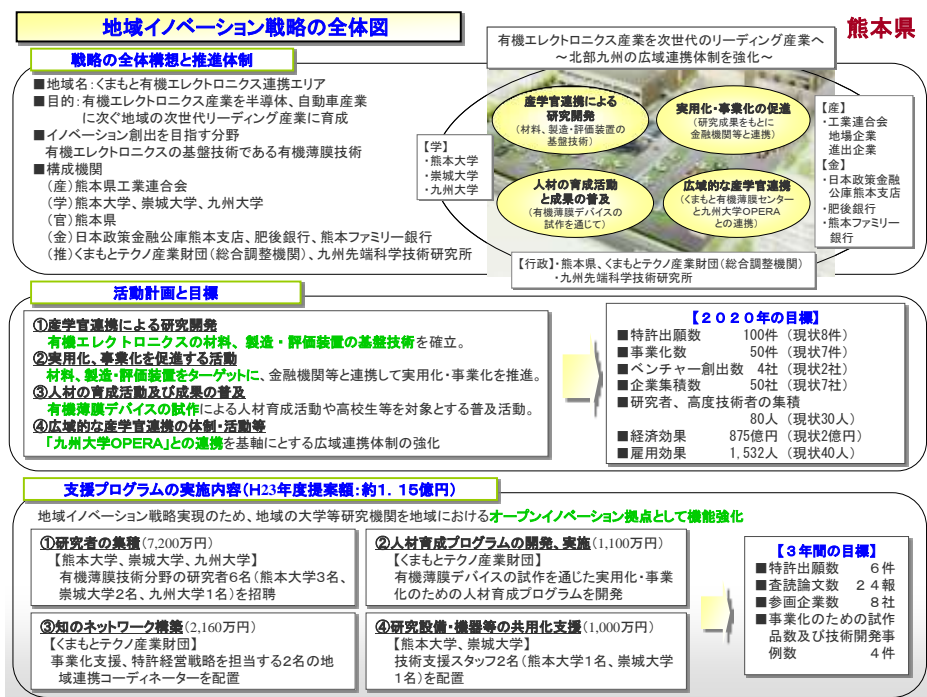 地域イノベーション戦略の全体図
熊本県
戦略の全体構想と推進体制
■地域名:くまもと有機エレクトロニクス連携エリア
■目的:有機エレクトロニクス産業を半導体、自動車産業
に次ぐ地域の次世代リーディング産業に育成
■イノベーション創出を目指す分野
有機エレクトロニクスの基盤技術である有機薄膜技術
■構成機関
(産)熊本県工業連合会
(学)熊本大学、崇城大学、九州大学
(官)熊本県
(金)日本政策金融公庫熊本支店、肥後銀行、熊本ファミリー銀行
(推)くまもとテクノ産業財団(総合調整機関)、九州先端科学技術研究所
有機エレクトロニクス産業を次世代のリーディング産業へ
~北部九州の広域連携体制を強化~
産学官連携による
研究開発
(材料、製造・評価装置の
基盤技術)
実用化・事業化の促進
(研究成果をもとに
金融機関等と連携)
人材の育成活動
と成果の普及
(有機薄膜デバイスの
試作を通じて)
広域的な産学官連携
(くまもと有機薄膜センター
と九州大学OPERA
との連携)
【学】
・熊本大学
・崇城大学
・九州大学
【産】
・工業連合会
地場企業
進出企業
【金】
・日本政策金融
公庫熊本支店
・肥後銀行
・熊本ファミリー
銀行
【行政】・熊本県、くまもとテクノ産業財団(総合調整機関)
・九州先端科学技術研究所
活動計画と目標
①産学官連携による研究開発
有機エレクトロニクスの材料、製造・評価装置の基盤技術を確立。
②実用化、事業化を促進する活動
材料、製造・評価装置をターゲットに、金融機関等と連携して実用化・事業化を推進。
③人材の育成活動及び成果の普及
有機薄膜デバイスの試作による人材育成活動や高校生等を対象とする普及活動。
④広域的な産学官連携の体制・活動等
「九州大学OPERA」との連携を基軸にとする広域連携体制の強化
【2020年の目標】
■特許出願数 100件(現状8件)
■事業化数 50件(現状7件)
■ベンチャー創出数 4社(現状2社)
■企業集積数 50社(現状7社)
■研究者、高度技術者の集積
80人(現状30人)
■経済効果 875億円(現状2億円)
■雇用効果 1,532人(現状40人)
支援プログラムの実施内容(H23年度提案額:約1.15億円)
地域イノベーション戦略実現のため、地域の大学等研究機関を地域におけるオープンイノベーション拠点として機能強化
①研究者の集積(7,200万円)
【熊本大学、崇城大学、九州大学】
有機薄膜技術分野の研究者6名(熊本大学3名、
崇城大学2名、九州大学1名)を招聘
②人材育成プログラムの開発、実施(1,100万円)
【くまもとテクノ産業財団】
有機薄膜デバイスの試作を通じた実用化・事業
化のための人材育成プログラムを開発
③知のネットワーク構築(2,160万円)
【くまもとテクノ産業財団】
事業化支援、特許経営戦略を担当する2名の地
域連携コーディネーターを配置
④研究設備・機器等の共用化支援(1,000万円)
【熊本大学、崇城大学】
技術支援スタッフ2名(熊本大学1名、崇城大学
1名)を配置
【3年間の目標】
■特許出願数 6件
■査読論文数 24報
■参画企業数 8社
■事業化のための試作
品数及び技術開発事
例数 4件